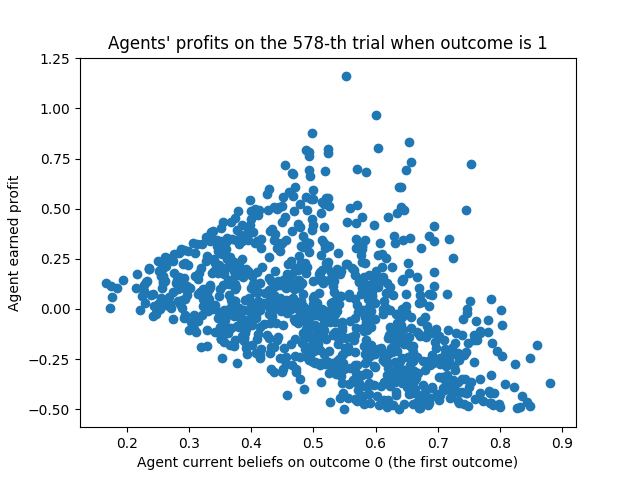 Agents' profits on the 578-th trial when outcome is 1
1.25
1.00
0.75
0.50
0.25
0.00
−0.25
−0.50
Agent earned profit
0.2 0.3 0.4 0.5 0.6 0.7 0.8 0.9
Agent current beliefs on outcome 0 (the first outcome)